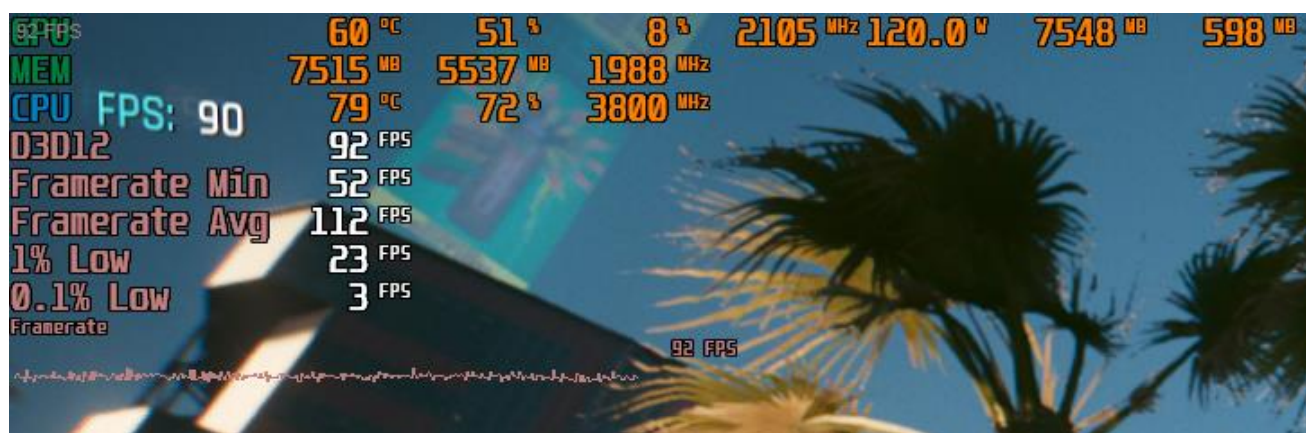 92 FPS
GPU 60 °C 51 % 8 % 2105 MHz 120.0 W 7548 MB 598 MB
MEM 7515 MB 5537 MB 1988 MHz
CPU 79 °C 72 % 3800 MHz
FPS: 90
D3D12 92 FPS
Framerate Min 52 FPS
Framerate Avg 112 FPS
1% Low 23 FPS
0.1% Low 3 FPS
Framerate
92 FPS